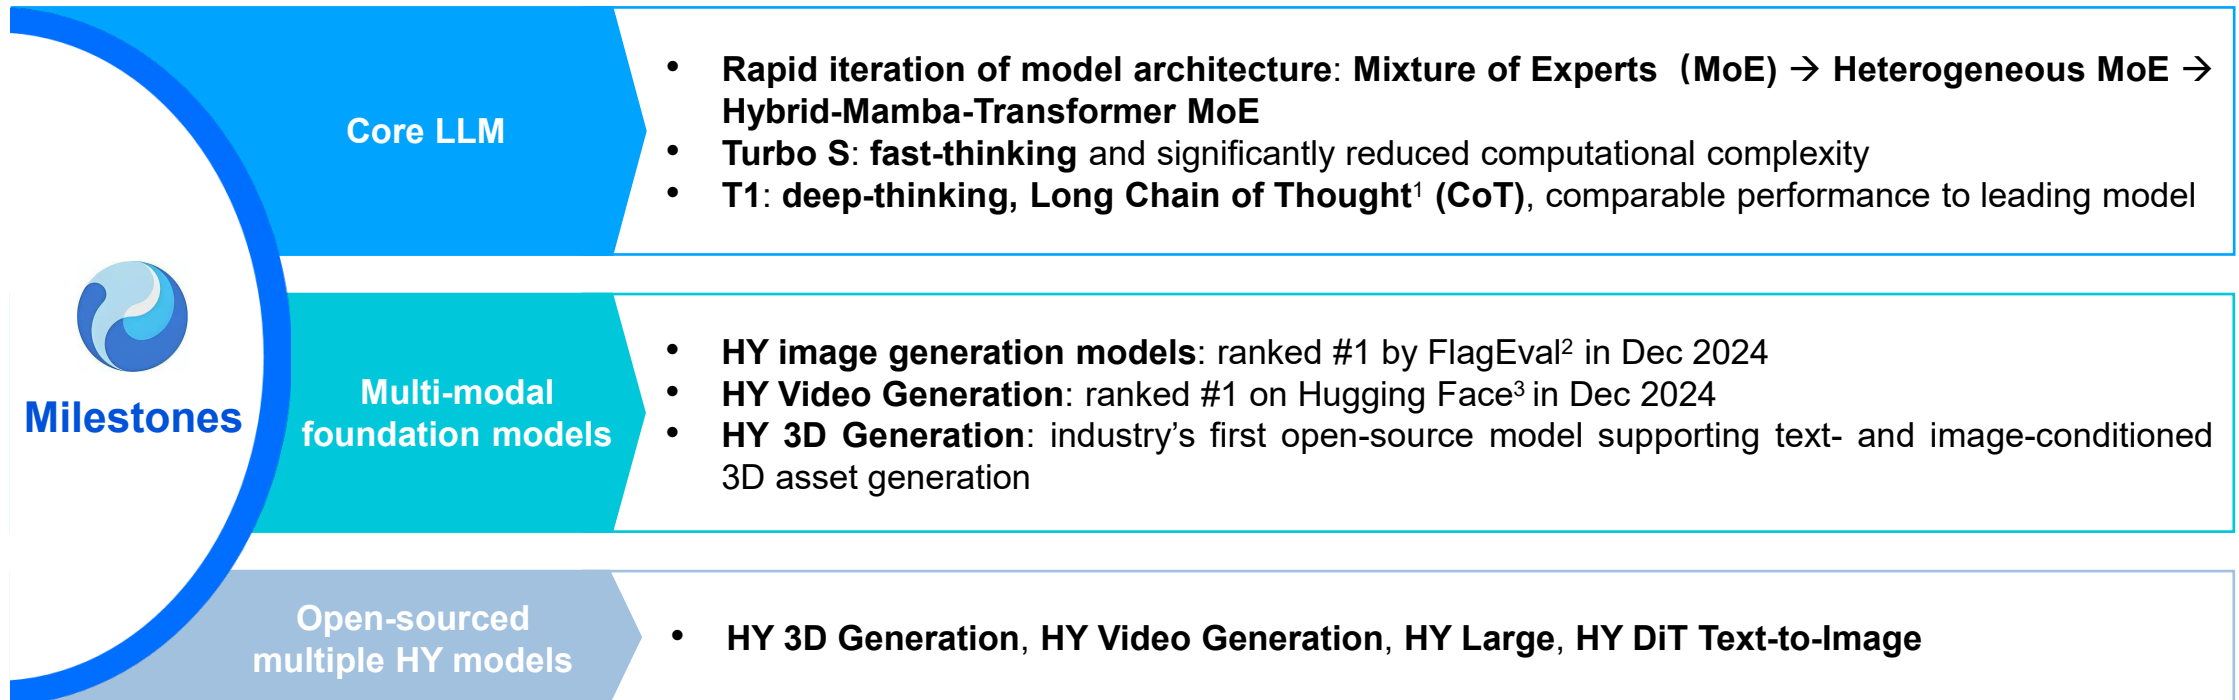 Milestones
Core LLM
• Rapid iteration of model architecture: Mixture of Experts（MoE) → Heterogeneous MoE →
Hybrid-Mamba-Transformer MoE
• Turbo S: fast-thinking and significantly reduced computational complexity
• T1: deep-thinking, Long Chain of Thought¹ (CoT), comparable performance to leading model
Multi-modal
foundation models
• HY image generation models: ranked #1 by FlagEval² in Dec 2024
• HY Video Generation: ranked #1 on Hugging Face³ in Dec 2024
• HY 3D Generation: industry’s first open-source model supporting text- and image-conditioned
3D asset generation
Open-sourced
multiple HY models
• HY 3D Generation, HY Video Generation, HY Large, HY DiT Text-to-Image